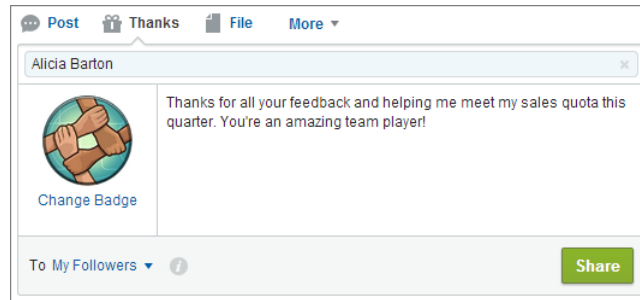 Post Thanks File More
Alicia Barton
Thanks for all your feedback and helping me meet my sales quota this
quarter. You're an amazing team player!
Change Badge
To My Followers
Share